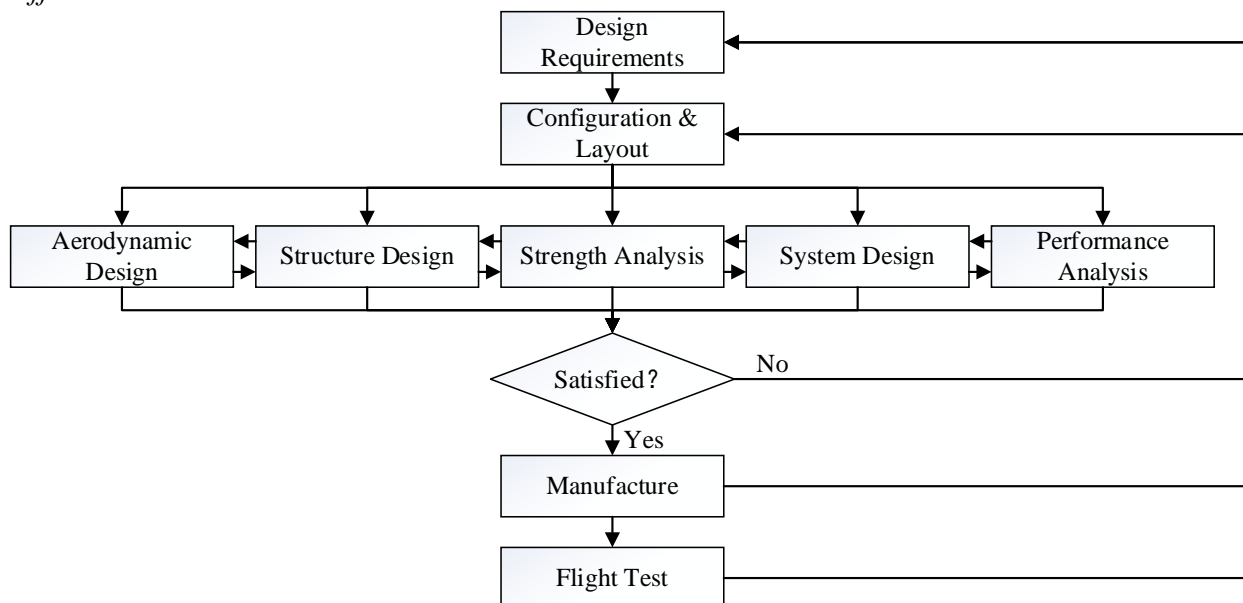 Design
Requirements
Configuration &
Layout
Aerodynamic
Design
Structure Design
Strength Analysis
System Design
Performance
Analysis
Satisfied？
No
Yes
Manufacture
Flight Test